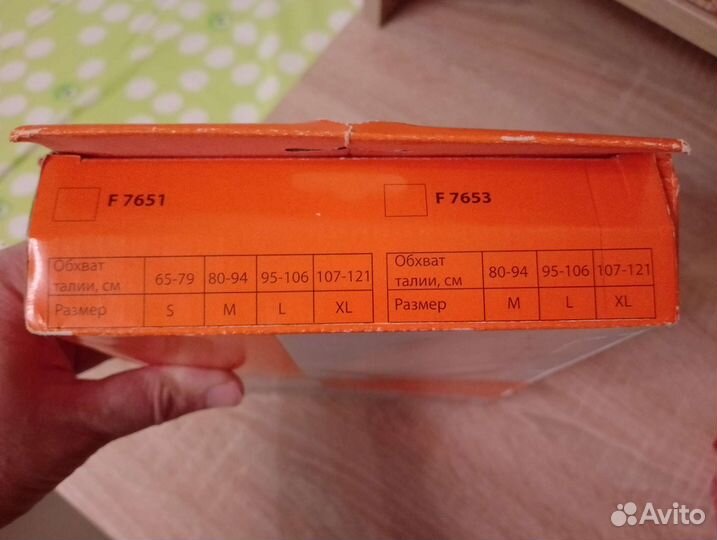 F 7651
Обхват
талии, см 65-79 80-94 95-106 107-121
Размер S M L XL
F 7653
Обхват
талии, см 80-94 95-106 107-121
Размер M L XL
Avito